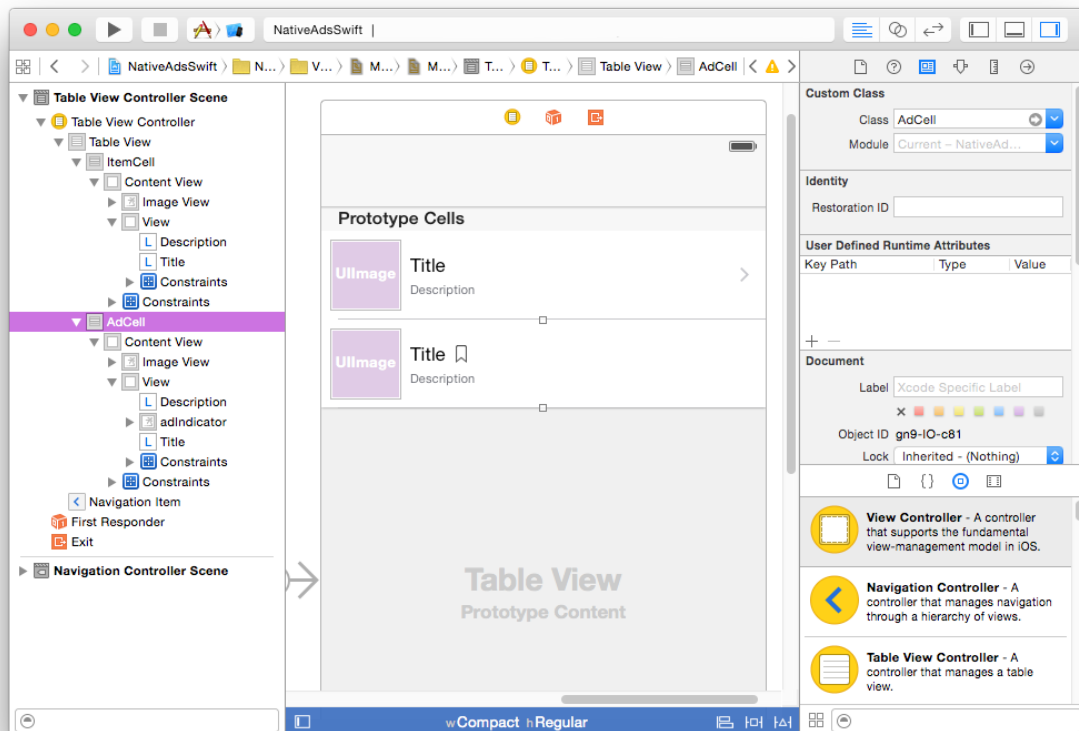 NativeAdsSwift
NativeAdsSwift N... V... M... M... T... T... Table View AdCell
Table View Controller Scene
Table View Controller
Table View
ItemCell
Content View
Image View
View
L Description
L Title
Constraints
Constraints
AdCell
Content View
Image View
View
L Description
adIndicator
L Title
Constraints
Constraints
Navigation Item
First Responder
Exit
Navigation Controller Scene
Prototype Cells
UIImage
Title
Description
UIImage
Title
Description
Table View
Prototype Content
wCompact hRegular
Custom Class
Class AdCell
Module Current – NativeAd...
Identity
Restoration ID
User Defined Runtime Attributes
Key Path Type Value
Document
Label Xcode Specific Label
Object ID gn9-IO-c81
Lock Inherited - (Nothing)
View Controller - A controller
that supports the fundamental
view-management model in iOS.
Navigation Controller - A
controller that manages navigation
through a hierarchy of views.
Table View Controller - A
controller that manages a table
view.